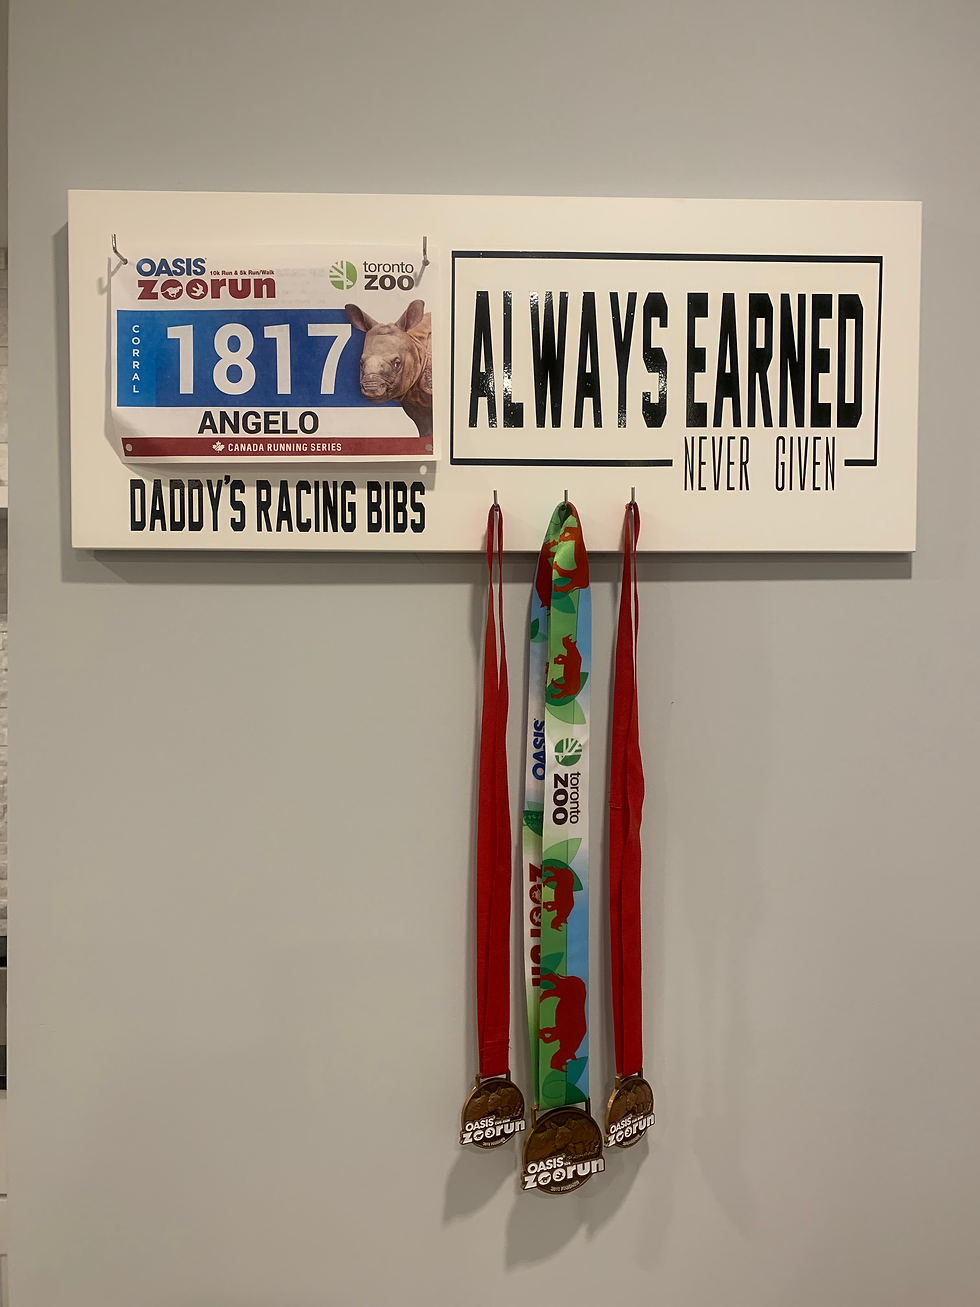 OASIS
10k Run & 5k Run/Walk
zoorun
toronto
zoo
CORRAL
1817
ANGELO
CANADA RUNNING SERIES
DADDY'S RACING BIBS
ALWAYS EARNED
NEVER GIVEN
OASIS
toronto
zoo
zoorun
OASIS
zoorun
OASIS
zoorun
OASIS
zoorun